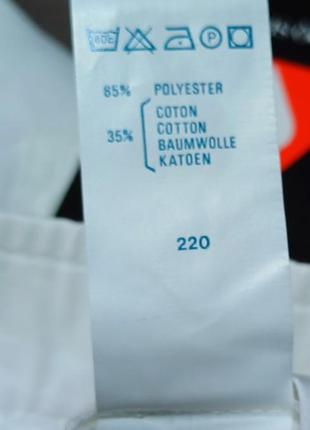 P
65% POLYESTER
COTON
35% COTTON
BAUMWOLLE
KATOEN
220